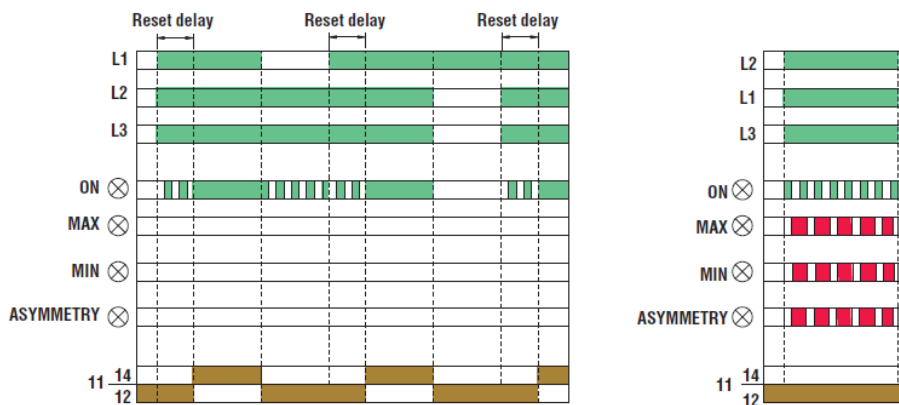 Reset delay Reset delay Reset delay
L1
L2
L3
ON
MAX
MIN
ASYMMETRY
11 14
12
L2
L1
L3
ON
MAX
MIN
ASYMMETRY
11 14
12